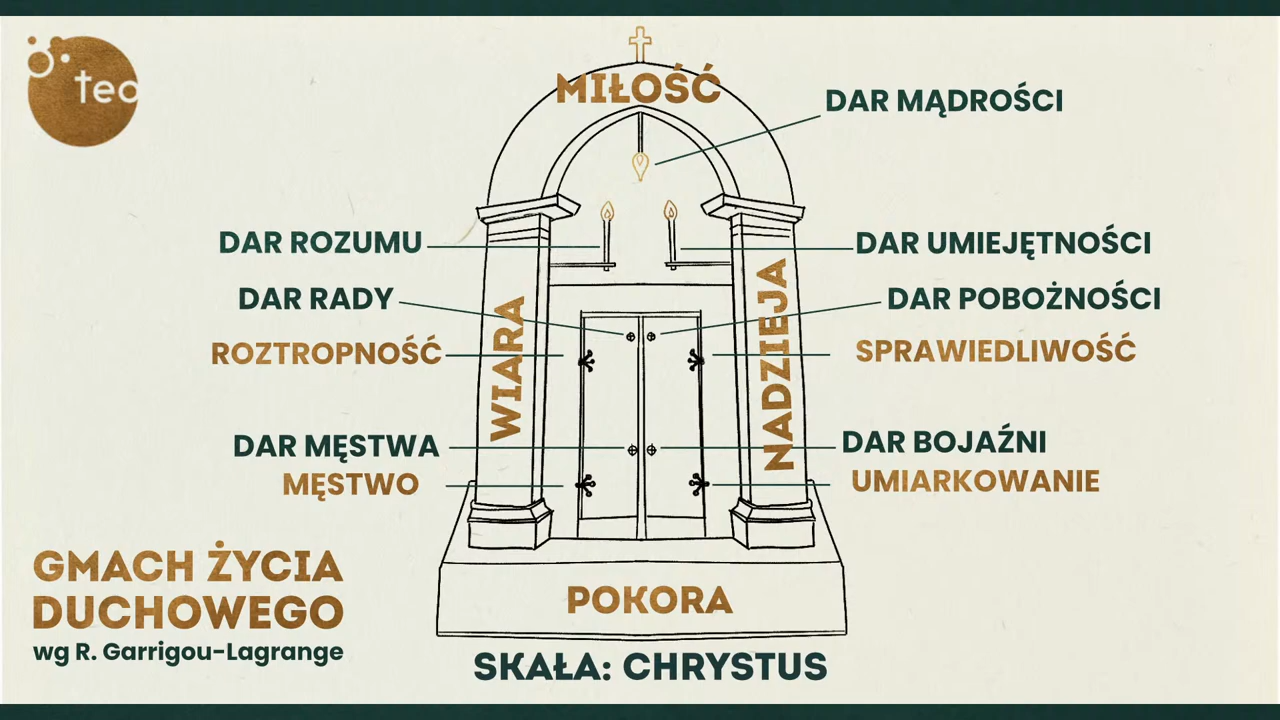 teo
MIŁOŚĆ
DAR MĄDROŚCI
DAR ROZUMU
DAR UMIEJĘTNOŚCI
DAR RADY
DAR POBOŻNOŚCI
ROZTROPNOŚĆ
SPRAWIEDLIWOŚĆ
WIARA
NADZIEJA
DAR MĘSTWA
DAR BOJAŹNI
MĘSTWO
UMIARKOWANIE
GMACH ŻYCIA
DUCHOWEGO
wg R. Garrigou-Lagrange
POKORA
SKAŁA: CHRYSTUS